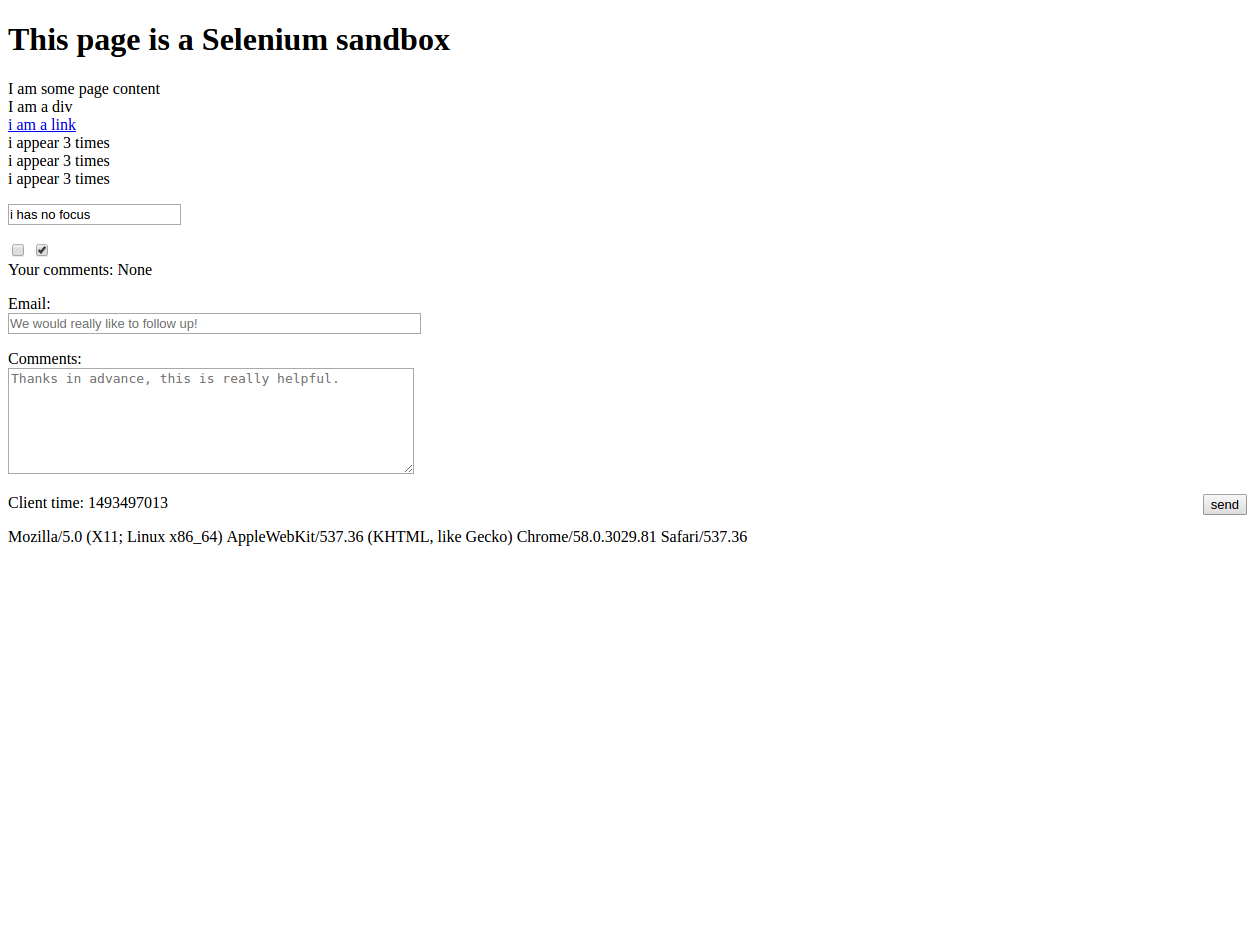 This page is a Selenium sandbox
I am some page content
I am a div
i am a link
i appear 3 times
i appear 3 times
i appear 3 times
i has no focus
Your comments: None
Email:
We would really like to follow up!
Comments:
Thanks in advance, this is really helpful.
Client time: 1493497013
send
Mozilla/5.0 (X11; Linux x86_64) AppleWebKit/537.36 (KHTML, like Gecko) Chrome/58.0.3029.81 Safari/537.36